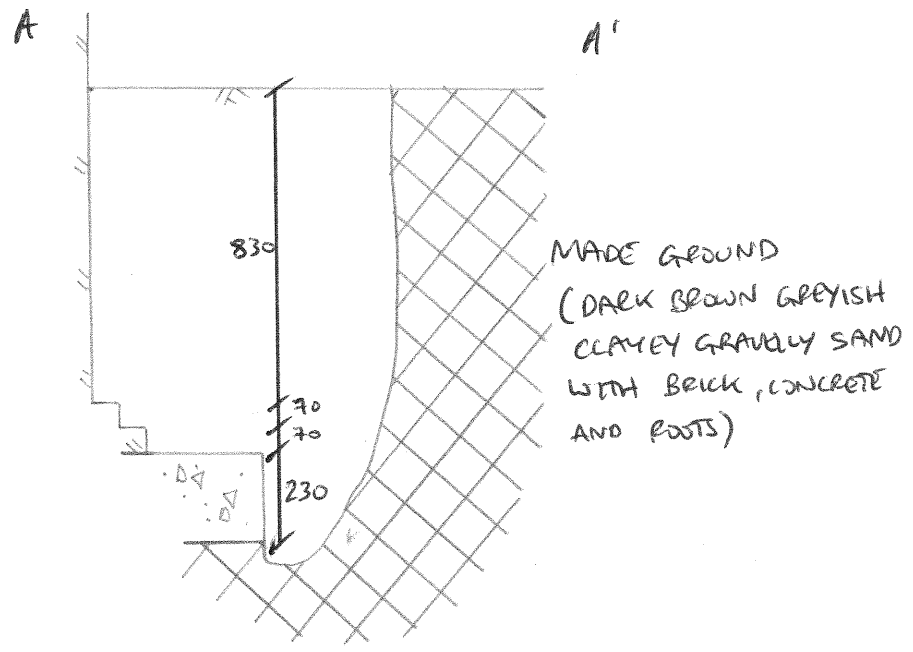 A A'
830
70
70
230
MADE GROUND
(DARK BROWN GREYISH
CLAYEY GRAVELLY SAND
WITH BRICK, CONCRETE
AND ROOTS)